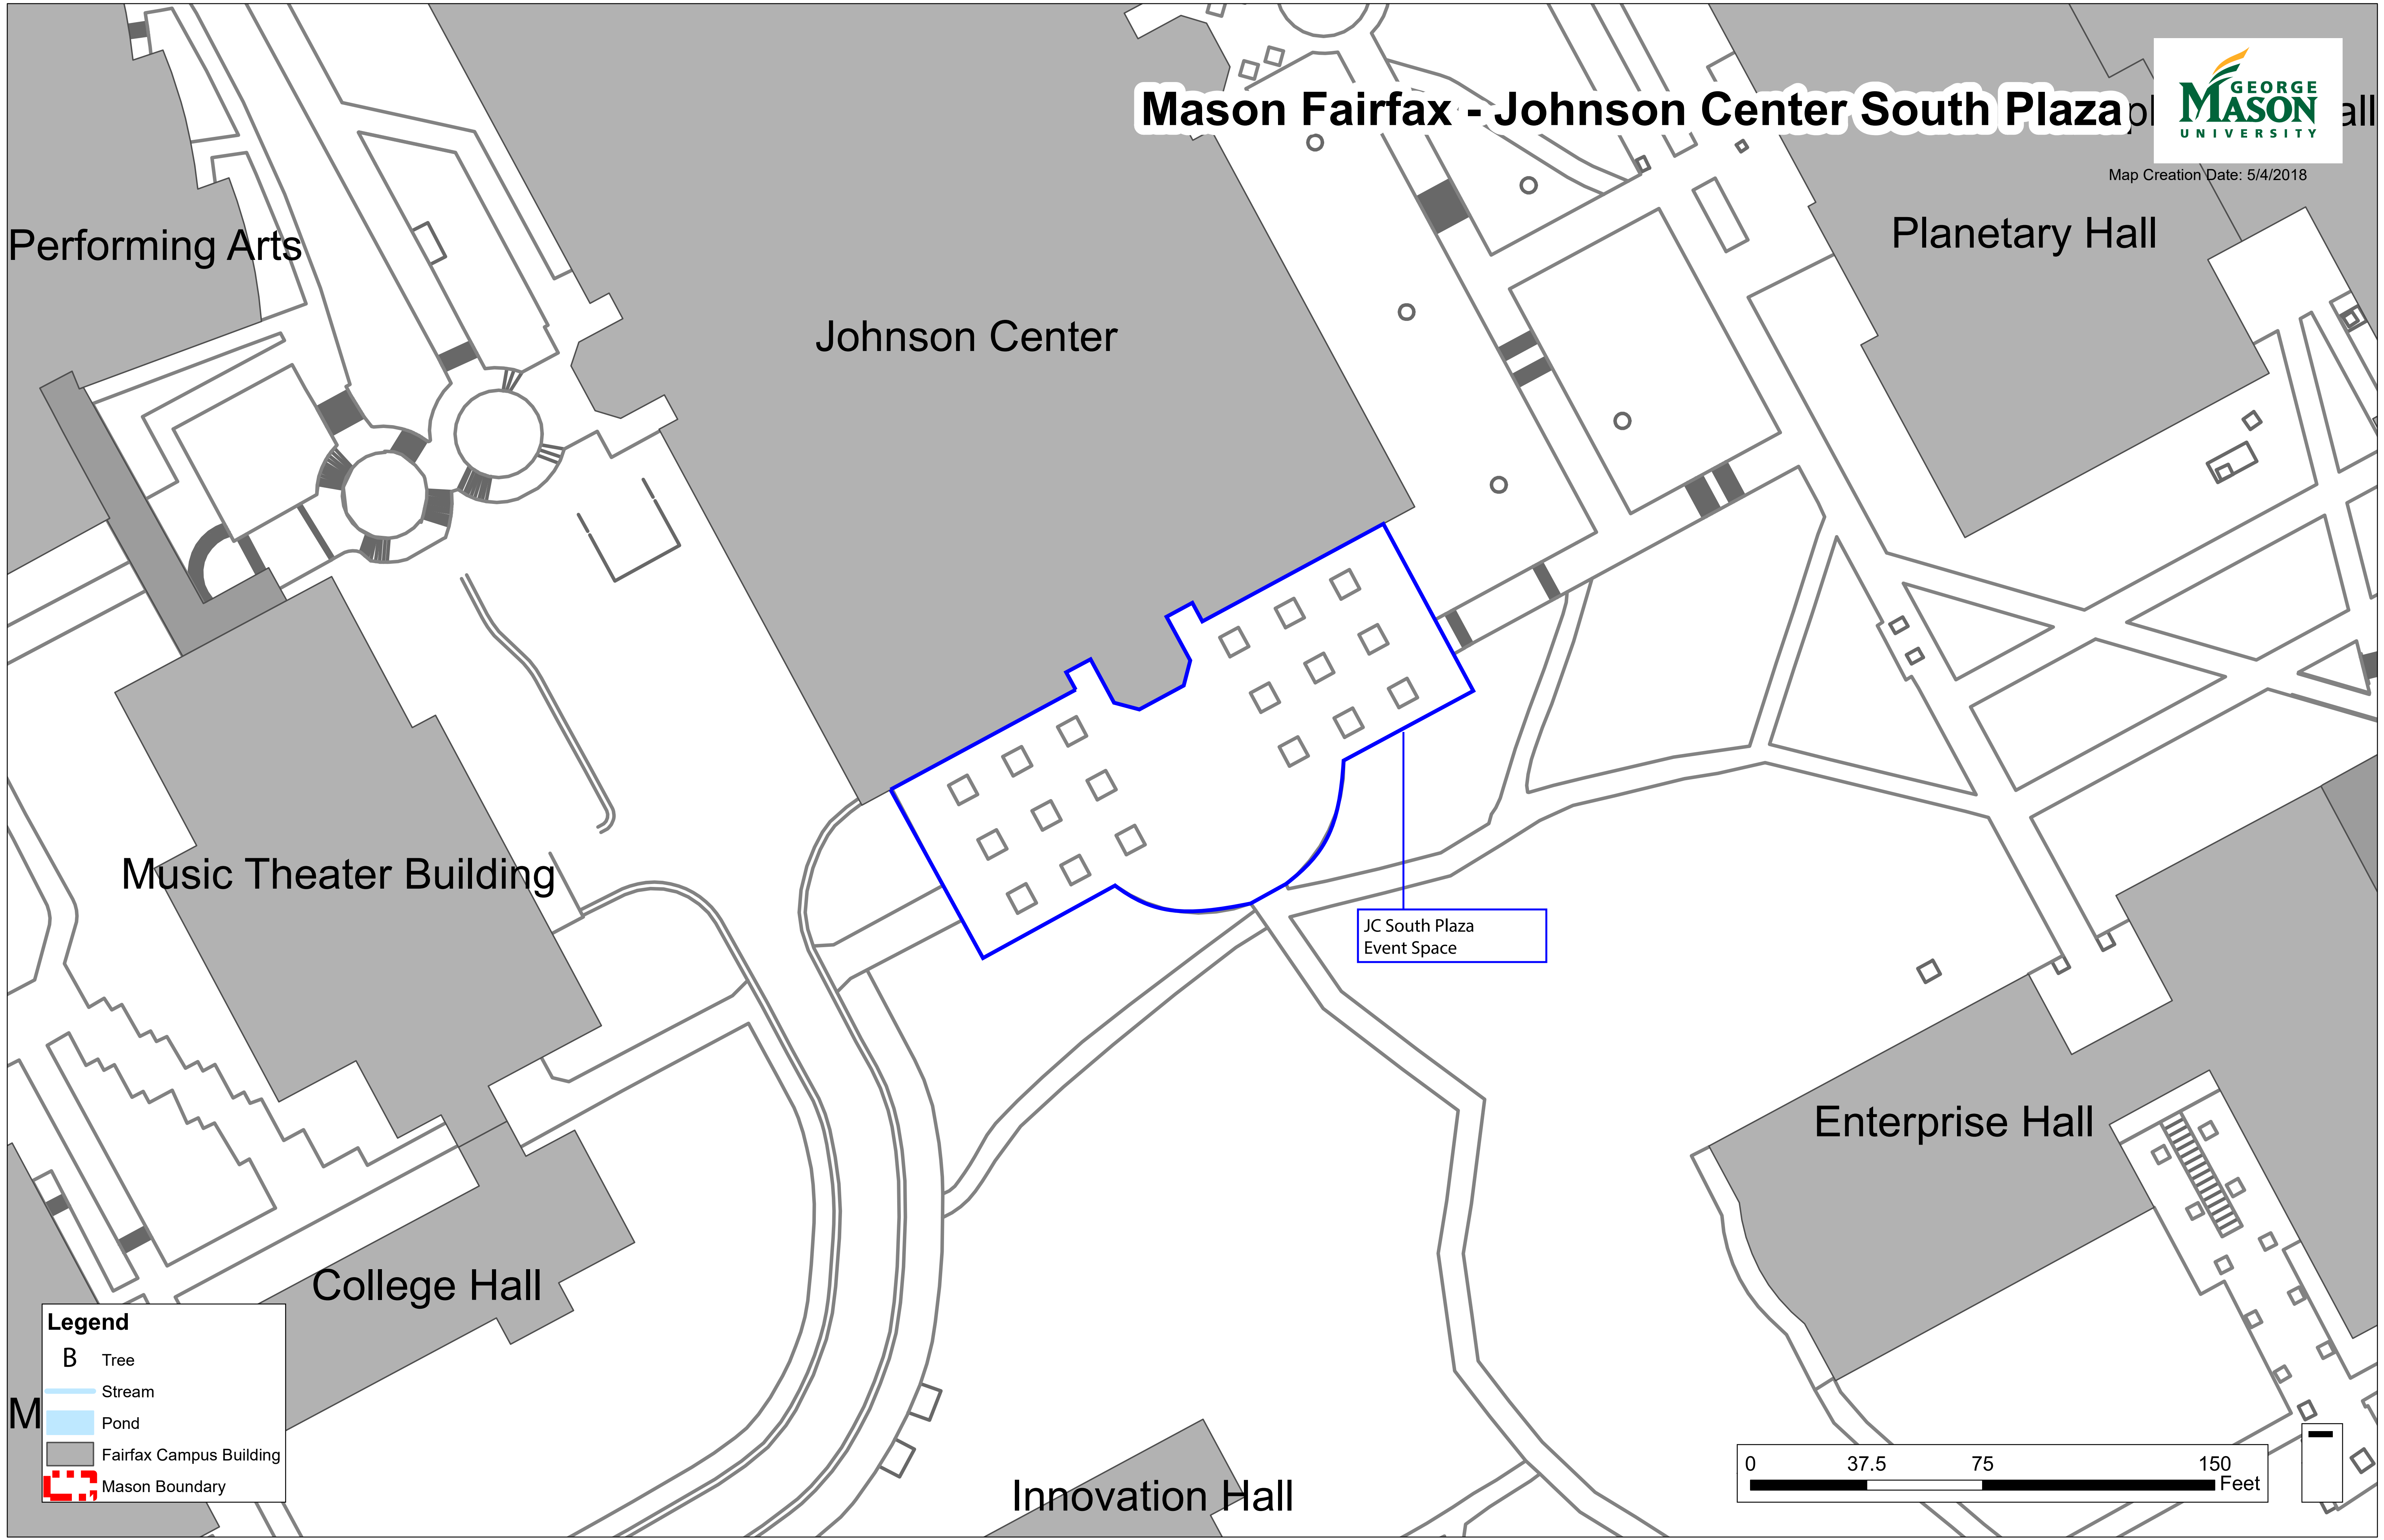 Mason Fairfax - Johnson Center South Plaza
GEORGE
MASON
UNIVERSITY
Map Creation Date: 5/4/2018
Performing Arts
Planetary Hall
Johnson Center
Music Theater Building
JC South Plaza
Event Space
Enterprise Hall
College Hall
Innovation Hall
Legend
B Tree
Stream
Pond
Fairfax Campus Building
Mason Boundary
M
0 37.5 75 150
Feet